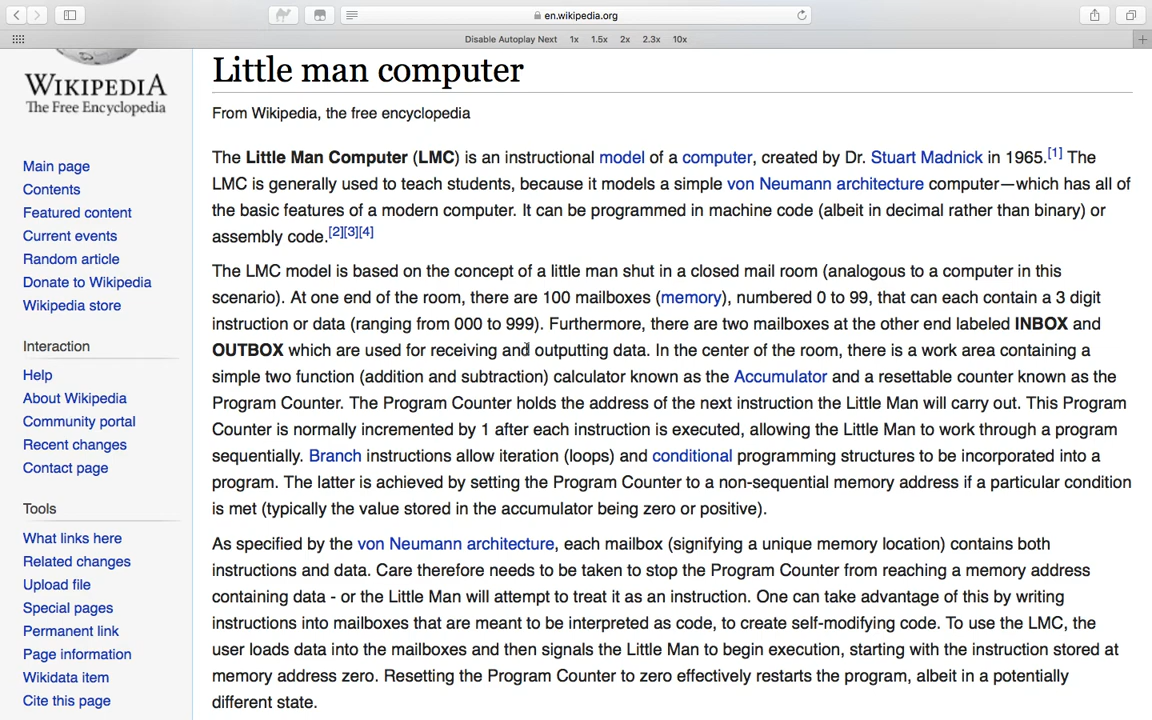 en.wikipedia.org
Disable Autoplay Next 1x 1.5x 2x 2.3x 10x
WIKIPEDIA
The Free Encyclopedia
Main page
Contents
Featured content
Current events
Random article
Donate to Wikipedia
Wikipedia store
Interaction
Help
About Wikipedia
Community portal
Recent changes
Contact page
Tools
What links here
Related changes
Upload file
Special pages
Permanent link
Page information
Wikidata item
Cite this page
Little man computer
From Wikipedia, the free encyclopedia
The Little Man Computer (LMC) is an instructional model of a computer, created by Dr. Stuart Madnick in 1965.[1] The
LMC is generally used to teach students, because it models a simple von Neumann architecture computer—which has all of
the basic features of a modern computer. It can be programmed in machine code (albeit in decimal rather than binary) or
assembly code.[2][3][4]
The LMC model is based on the concept of a little man shut in a closed mail room (analogous to a computer in this
scenario). At one end of the room, there are 100 mailboxes (memory), numbered 0 to 99, that can each contain a 3 digit
instruction or data (ranging from 000 to 999). Furthermore, there are two mailboxes at the other end labeled INBOX and
OUTBOX which are used for receiving and outputting data. In the center of the room, there is a work area containing a
simple two function (addition and subtraction) calculator known as the Accumulator and a resettable counter known as the
Program Counter. The Program Counter holds the address of the next instruction the Little Man will carry out. This Program
Counter is normally incremented by 1 after each instruction is executed, allowing the Little Man to work through a program
sequentially. Branch instructions allow iteration (loops) and conditional programming structures to be incorporated into a
program. The latter is achieved by setting the Program Counter to a non-sequential memory address if a particular condition
is met (typically the value stored in the accumulator being zero or positive).
As specified by the von Neumann architecture, each mailbox (signifying a unique memory location) contains both
instructions and data. Care therefore needs to be taken to stop the Program Counter from reaching a memory address
containing data - or the Little Man will attempt to treat it as an instruction. One can take advantage of this by writing
instructions into mailboxes that are meant to be interpreted as code, to create self-modifying code. To use the LMC, the
user loads data into the mailboxes and then signals the Little Man to begin execution, starting with the instruction stored at
memory address zero. Resetting the Program Counter to zero effectively restarts the program, albeit in a potentially
different state.